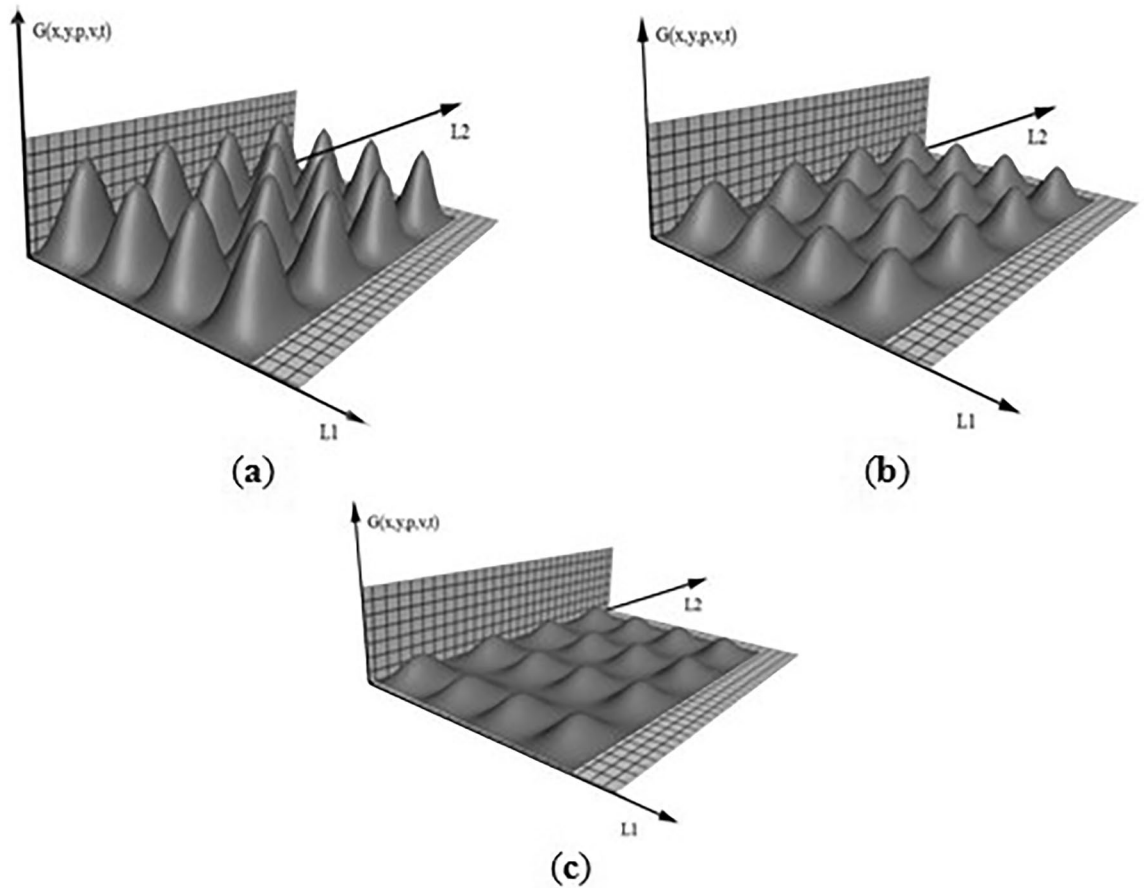 G(x,y,p,v,t)
L2
L1
(a)
G(x,y,p,v,t)
L2
L1
(b)
G(x,y,p,v,t)
L2
L1
(c)